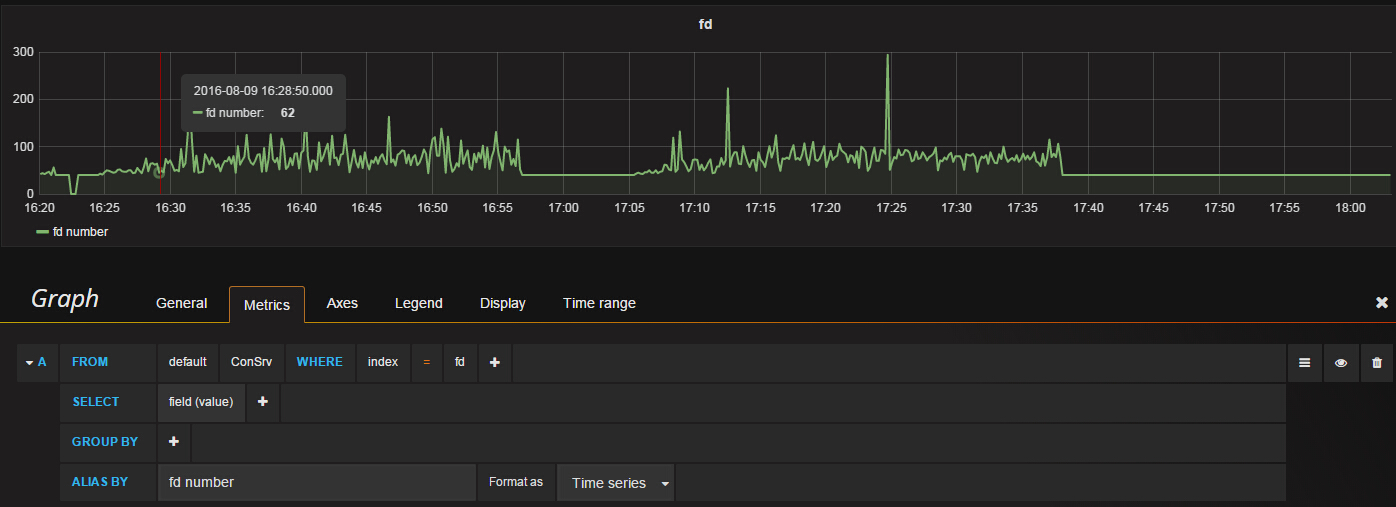 fd
300
200
100
0
2016-08-09 16:28:50.000
fd number: 62
16:20 16:25 16:30 16:35 16:40 16:45 16:50 16:55 17:00 17:05 17:10 17:15 17:20 17:25 17:30 17:35 17:40 17:45 17:50 17:55 18:00
fd number
Graph General Metrics Axes Legend Display Time range
A FROM default ConSrv WHERE index = fd
SELECT field (value)
GROUP BY
ALIAS BY fd number Format as Time series